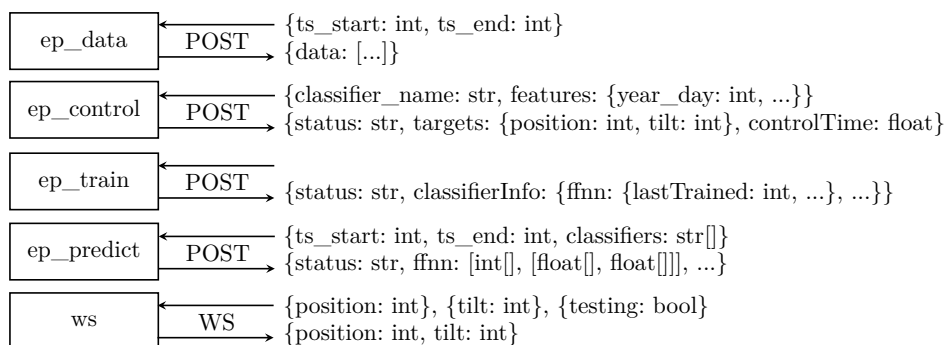 ep_data
POST
{ts_start: int, ts_end: int}
{data: [...]}
ep_control
POST
{classifier_name: str, features: {year_day: int, ...}}
{status: str, targets: {position: int, tilt: int}, controlTime: float}
ep_train
POST
{status: str, classifierInfo: {ffnn: {lastTrained: int, ...}, ...}}
ep_predict
POST
{ts_start: int, ts_end: int, classifiers: str[]}
{status: str, ffnn: [int[], [float[], float[]]], ...}
ws
WS
{position: int}, {tilt: int}, {testing: bool}
{position: int, tilt: int}